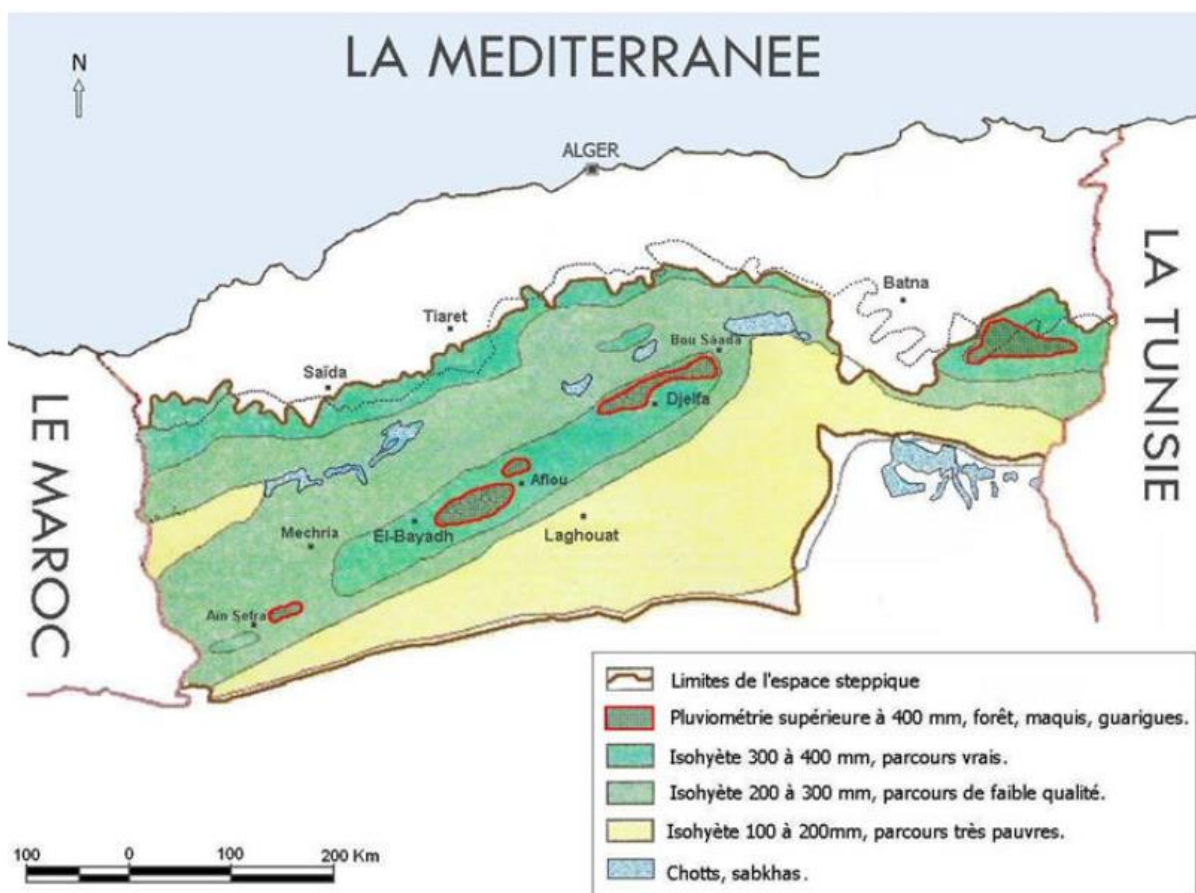 LA MEDITERRANEE
N
ALGER
LA TUNISIE
Batna
Tiaret
Bou Sàada
Saïda
Djelfa
LE MAROC
Aflou
Mechria
El-Bayadh
Laghouat
Ain Sefra
Limites de l'espace steppique
Pluviométrie supérieure à 400 mm, forêt, maquis, guarigues.
Isohyète 300 à 400 mm, parcours vrais.
Isohyète 200 à 300 mm, parcours de faible qualité.
Isohyète 100 à 200mm, parcours très pauvres.
Chotts, sabkhas.
100 0 100 200 Km